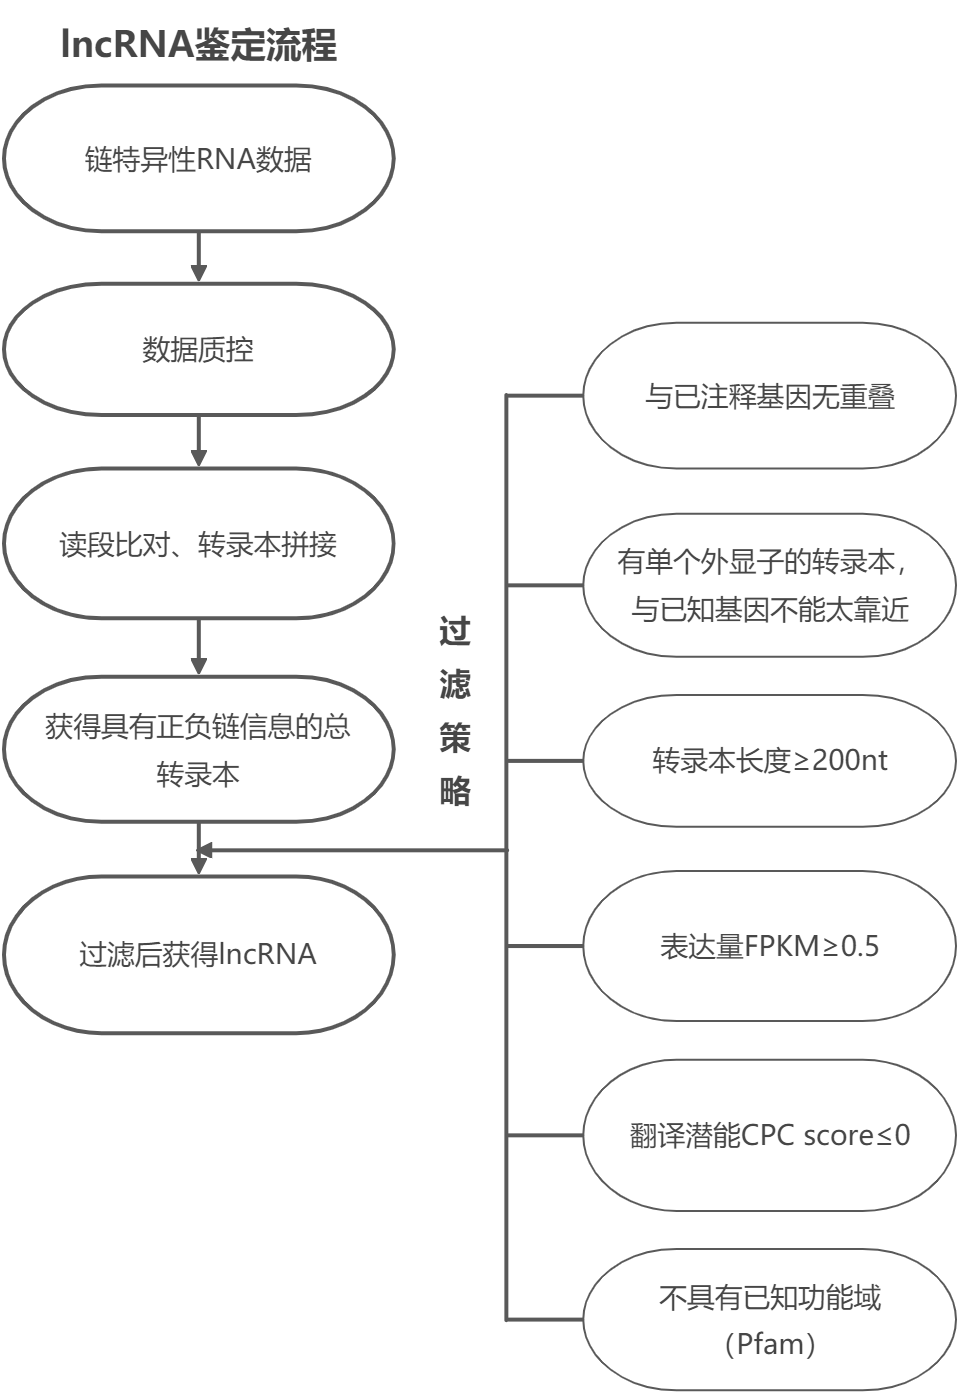 lncRNA鉴定流程
链特异性RNA数据
数据质控
读段比对、转录本拼接
获得具有正负链信息的总
转录本
过滤后获得lncRNA
过
滤
策
略
与已注释基因无重叠
有单个外显子的转录本，
与已知基因不能太靠近
转录本长度≥200nt
表达量FPKM≥0.5
翻译潜能CPC score≤0
不具有已知功能域
（Pfam）